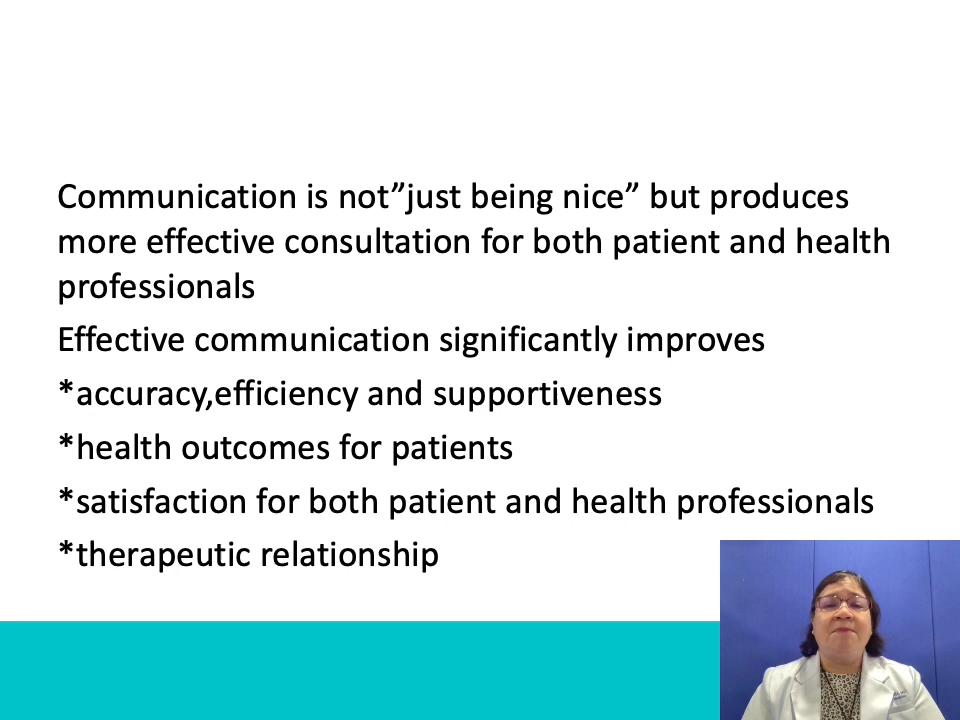 Communication is not”just being nice” but produces
more effective consultation for both patient and health
professionals
Effective communication significantly improves
*accuracy,efficiency and supportiveness
*health outcomes for patients
*satisfaction for both patient and health professionals
*therapeutic relationship